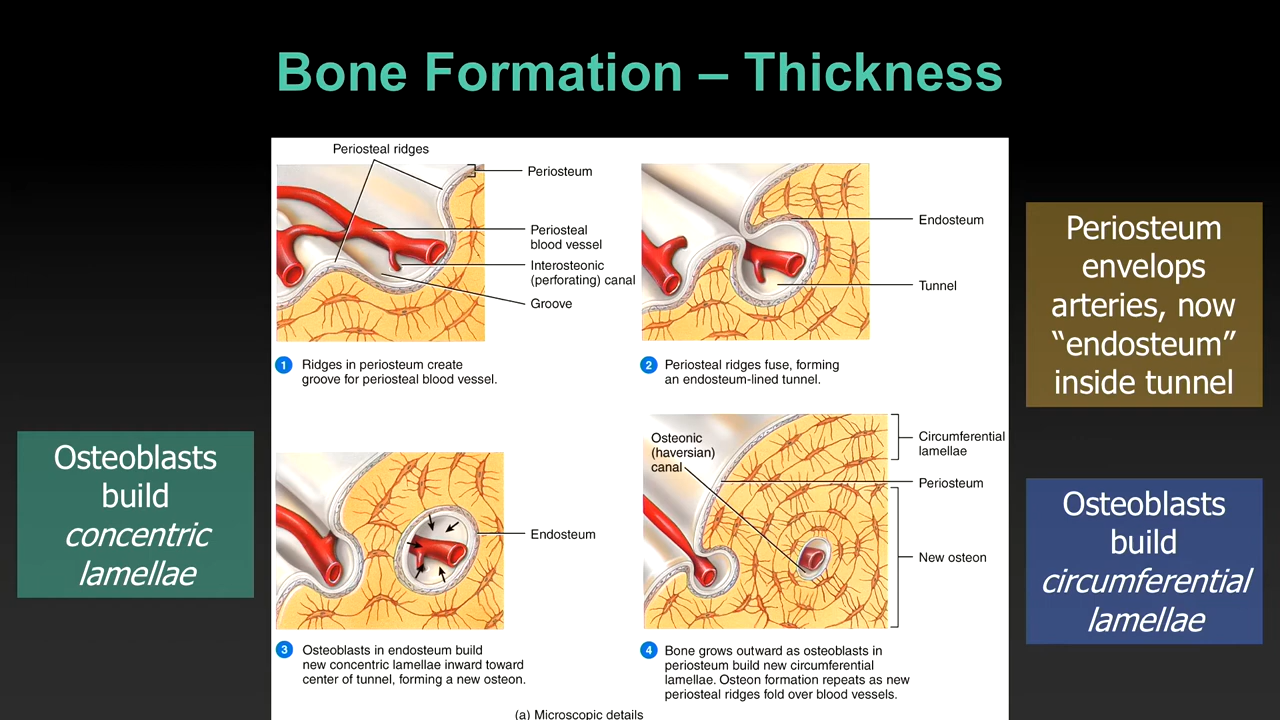 Bone Formation – Thickness
Periosteal ridges
Periosteum
Periosteal
blood vessel
Interosteonic
(perforating) canal
Groove
1 Ridges in periosteum create
groove for periosteal blood vessel.
Endosteum
Tunnel
2 Periosteal ridges fuse, forming
an endosteum-lined tunnel.
Periosteum
envelops
arteries, now
“endosteum”
inside tunnel
Osteoblasts
build
concentric
lamellae
Endosteum
3 Osteoblasts in endosteum build
new concentric lamellae inward toward
center of tunnel, forming a new osteon.
Osteonic
(haversian)
canal
Circumferential
lamellae
Periosteum
New osteon
4 Bone grows outward as osteoblasts in
periosteum build new circumferential
lamellae. Osteon formation repeats as new
periosteal ridges fold over blood vessels.
Osteoblasts
build
circumferential
lamellae
(a) Microscopic details